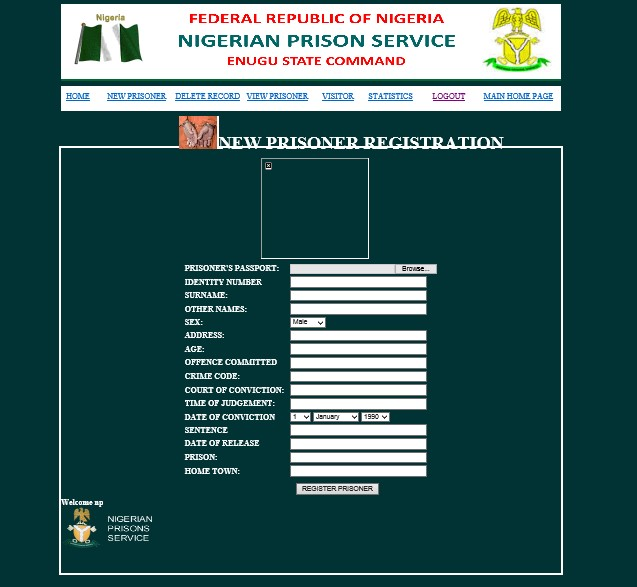 Nigeria
FEDERAL REPUBLIC OF NIGERIA
NIGERIAN PRISON SERVICE
ENUGU STATE COMMAND
HOME NEW PRISONER DELETE RECORD VIEW PRISONER VISITOR STATISTICS LOGOUT MAIN HOME PAGE
NEW PRISONER REGISTRATION
PRISONER'S PASSPORT: Browse...
IDENTITY NUMBER
SURNAME:
OTHER NAMES:
SEX: Male
ADDRESS:
AGE:
OFFENCE COMMITTED
CRIME CODE:
COURT OF CONVICTION:
TIME OF JUDGEMENT:
DATE OF CONVICTION 1 January 1990
SENTENCE
DATE OF RELEASE
PRISON:
HOME TOWN:
REGISTER PRISONER
Welcome np
NIGERIAN
PRISONS
SERVICE